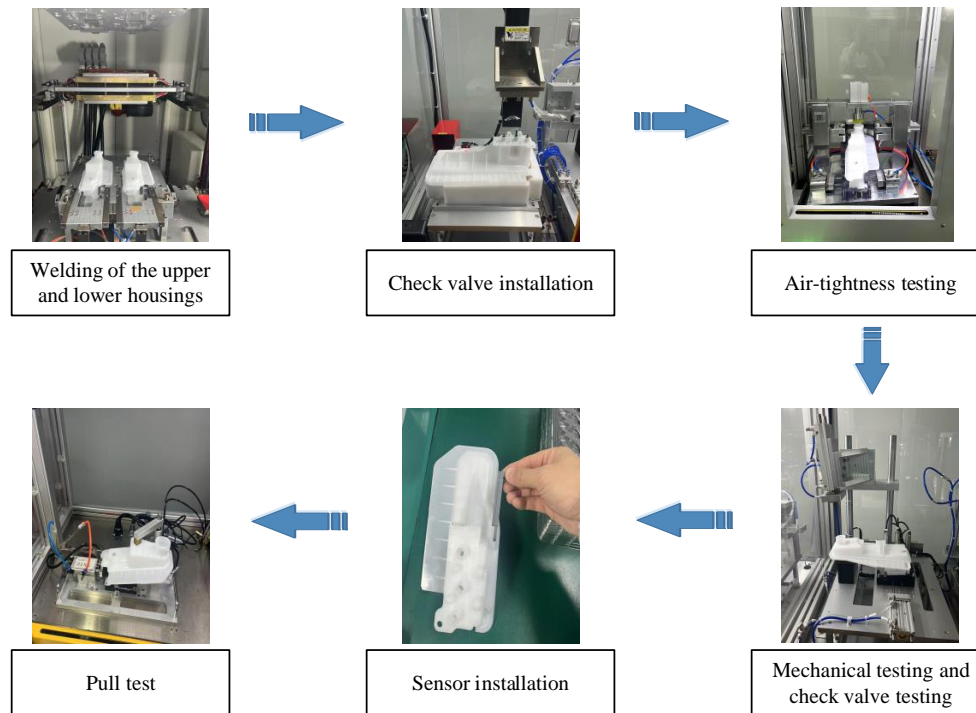 Welding of the upper
and lower housings
Check valve installation
Air-tightness testing
Pull test
Sensor installation
Mechanical testing and
check valve testing